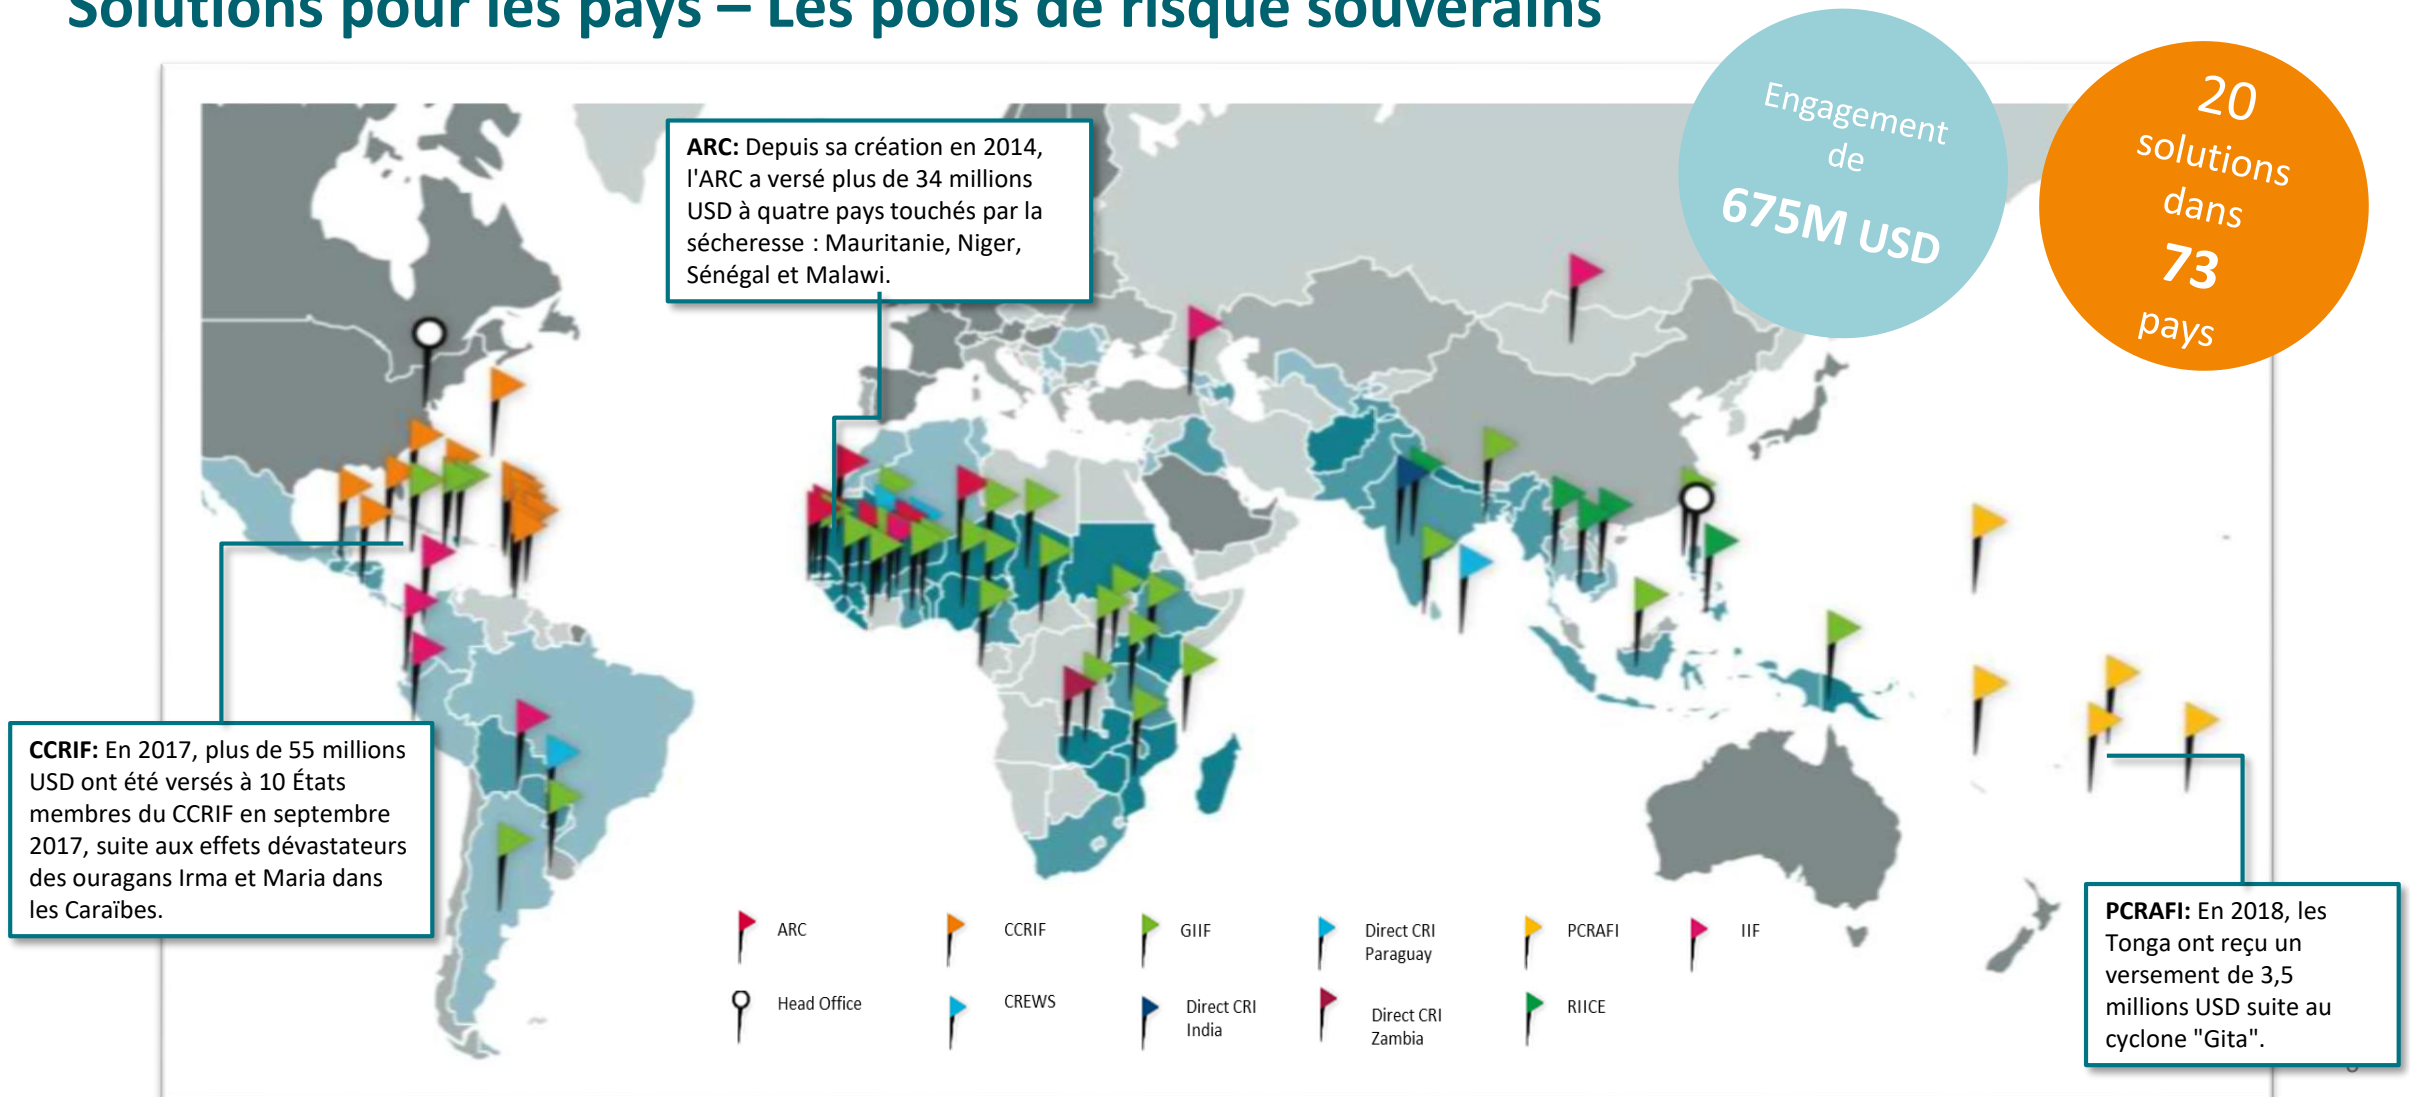 Solutions pour les pays – Les pools de risque souverains
Engagement
de
675M USD
20
solutions
dans
73
pays
ARC: Depuis sa création en 2014,
l'ARC a versé plus de 34 millions
USD à quatre pays touchés par la
sécheresse : Mauritanie, Niger,
Sénégal et Malawi.
CCRIF: En 2017, plus de 55 millions
USD ont été versés à 10 États
membres du CCRIF en septembre
2017, suite aux effets dévastateurs
des ouragans Irma et Maria dans
les Caraïbes.
PCRAFI: En 2018, les
Tonga ont reçu un
versement de 3,5
millions USD suite au
cyclone "Gita".
ARC
CCRIF
GIIF
Direct CRI
Paraguay
PCRAFI
IIF
Head Office
CREWS
Direct CRI
India
Direct CRI
Zambia
RIICE